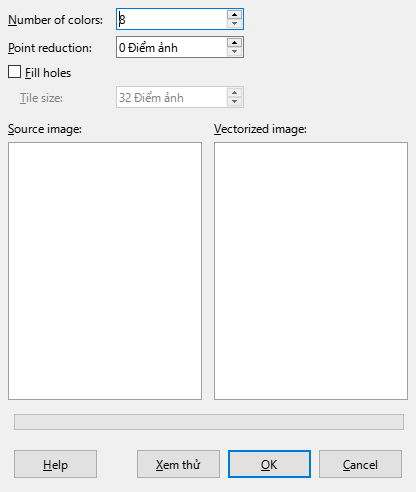 Number of colors: 8
Point reduction: 0 Điểm ảnh
Fill holes
Tile size: 32 Điểm ảnh
Source image: Vectorized image:
Help Xem thử OK Cancel